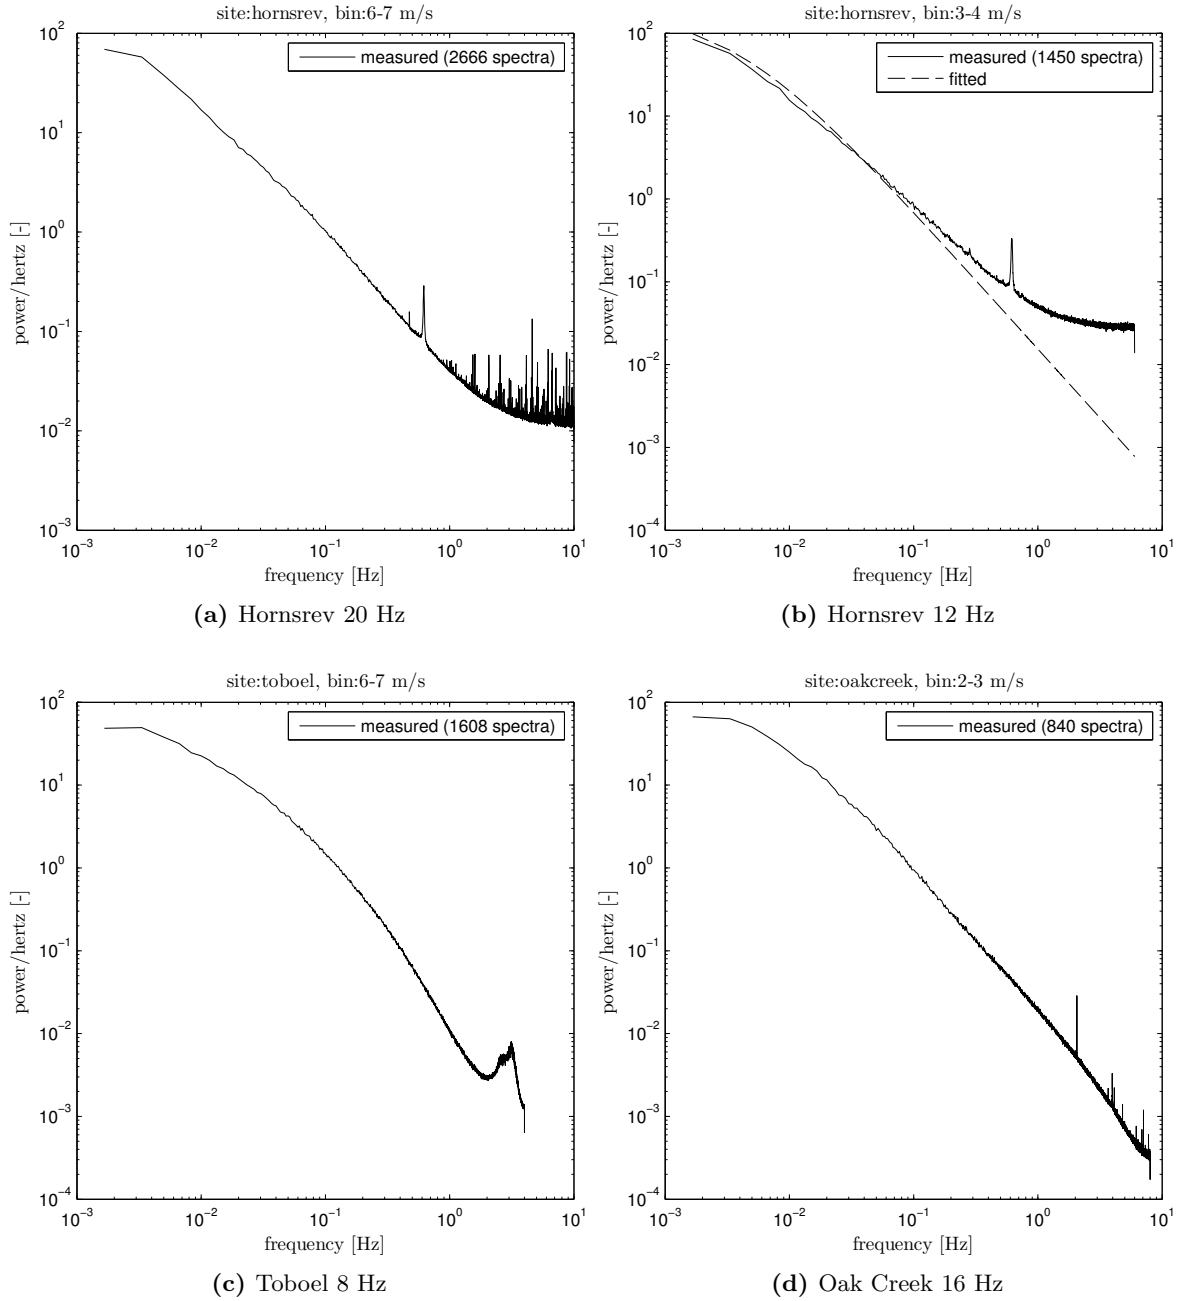 site:hornsrev, bin:6-7 m/s
measured (2666 spectra)
power/hertz [-]
10^2
10^1
10^0
10^-1
10^-2
10^-3
10^-3 10^-2 10^-1 10^0 10^1
frequency [Hz]
(a) Hornsrev 20 Hz
site:hornsrev, bin:3-4 m/s
measured (1450 spectra)
fitted
power/hertz [-]
10^2
10^1
10^0
10^-1
10^-2
10^-3
10^-4
10^-3 10^-2 10^-1 10^0 10^1
frequency [Hz]
(b) Hornsrev 12 Hz
site:toboel, bin:6-7 m/s
measured (1608 spectra)
power/hertz [-]
10^2
10^1
10^0
10^-1
10^-2
10^-3
10^-4
10^-3 10^-2 10^-1 10^0 10^1
frequency [Hz]
(c) Toboel 8 Hz
site:oakcreek, bin:2-3 m/s
measured (840 spectra)
power/hertz [-]
10^2
10^1
10^0
10^-1
10^-2
10^-3
10^-4
10^-3 10^-2 10^-1 10^0 10^1
frequency [Hz]
(d) Oak Creek 16 Hz